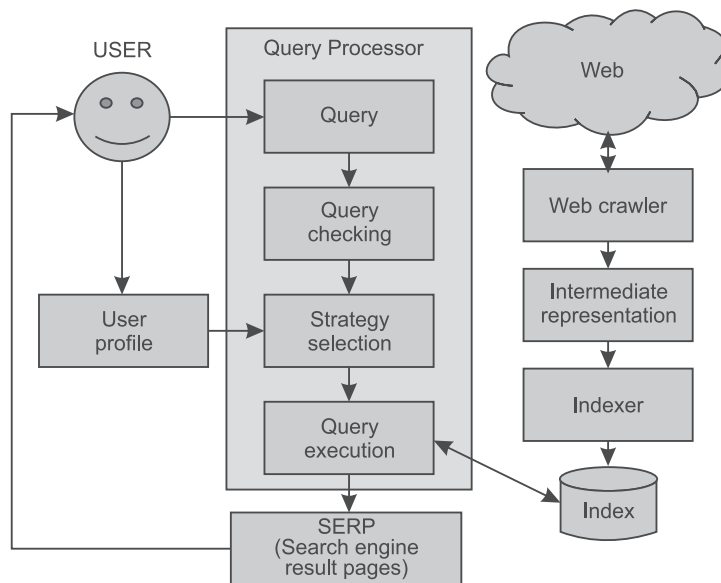 USER
Query Processor
Query
Query
checking
User
profile
Strategy
selection
Query
execution
SERP
(Search engine
result pages)
Web
Web crawler
Intermediate
representation
Indexer
Index